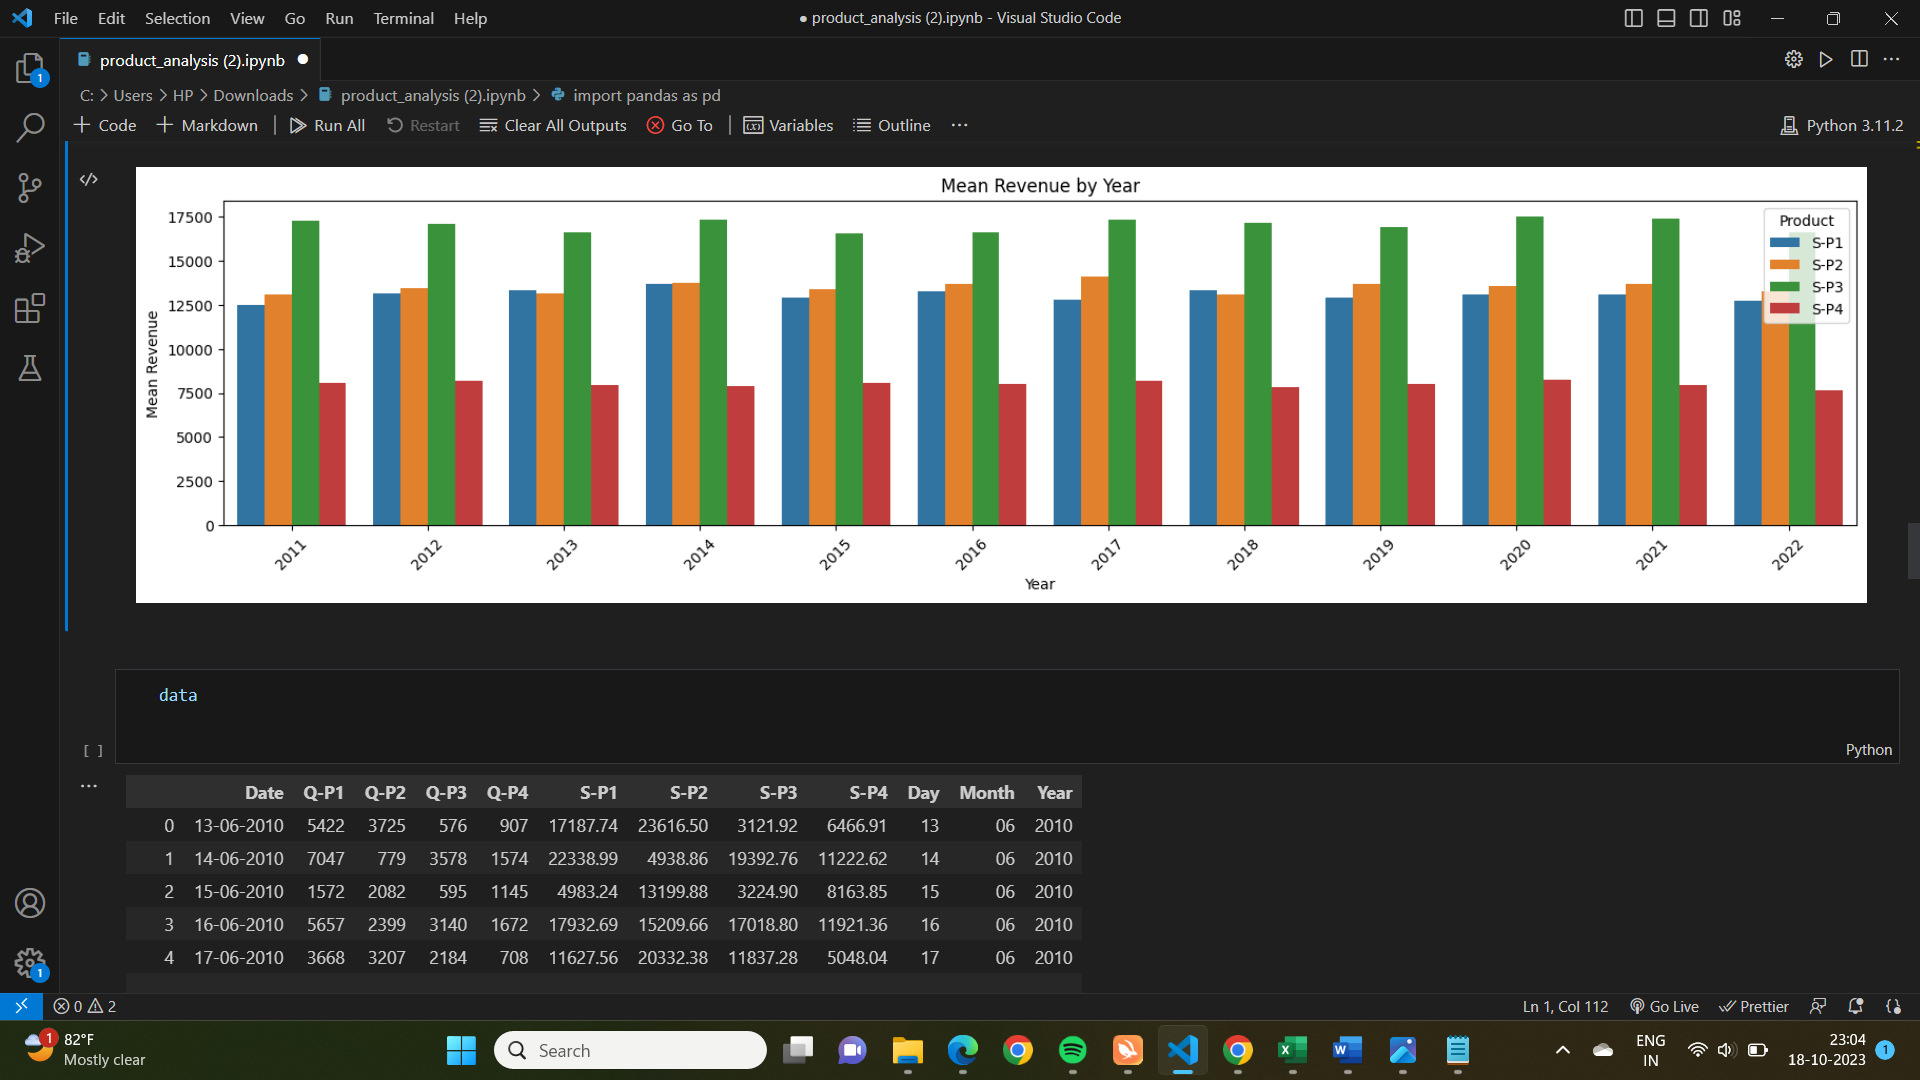 File Edit Selection View Go Run Terminal Help
● product_analysis (2).ipynb - Visual Studio Code
product_analysis (2).ipynb ●
C: > Users > HP > Downloads > product_analysis (2).ipynb > import pandas as pd
+ Code + Markdown | Run All Restart Clear All Outputs Go To | Variables Outline ...
Python 3.11.2
</>
Mean Revenue by Year
Mean Revenue
17500
15000
12500
10000
7500
5000
2500
0
Product
S-P1
S-P2
S-P3
S-P4
2011 2012 2013 2014 2015 2016 2017 2018 2019 2020 2021 2022
Year
data
[ ]
Python
...
Date Q-P1 Q-P2 Q-P3 Q-P4 S-P1 S-P2 S-P3 S-P4 Day Month Year
0 13-06-2010 5422 3725 576 907 17187.74 23616.50 3121.92 6466.91 13 06 2010
1 14-06-2010 7047 779 3578 1574 22338.99 4938.86 19392.76 11222.62 14 06 2010
2 15-06-2010 1572 2082 595 1145 4983.24 13199.88 3224.90 8163.85 15 06 2010
3 16-06-2010 5657 2399 3140 1672 17932.69 15209.66 17018.80 11921.36 16 06 2010
4 17-06-2010 3668 3207 2184 708 11627.56 20332.38 11837.28 5048.04 17 06 2010
1
1
0 2
Ln 1, Col 112 Go Live Prettier
1
82°F
Mostly clear
Search
ENG
IN
23:04
18-10-2023
1